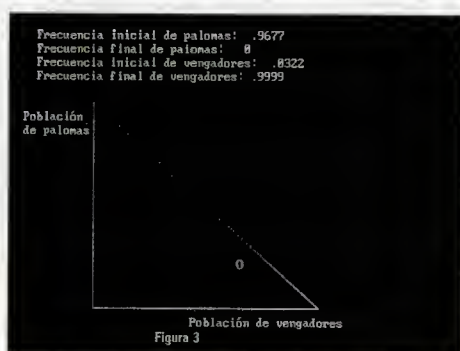 Frecuencia inicial de palomas: .9677
Frecuencia final de palomas: 0
Frecuencia inicial de vengadores: .0322
Frecuencia final de vengadores: .9999
Población
de palomas
0
Población de vengadores
Figura 3